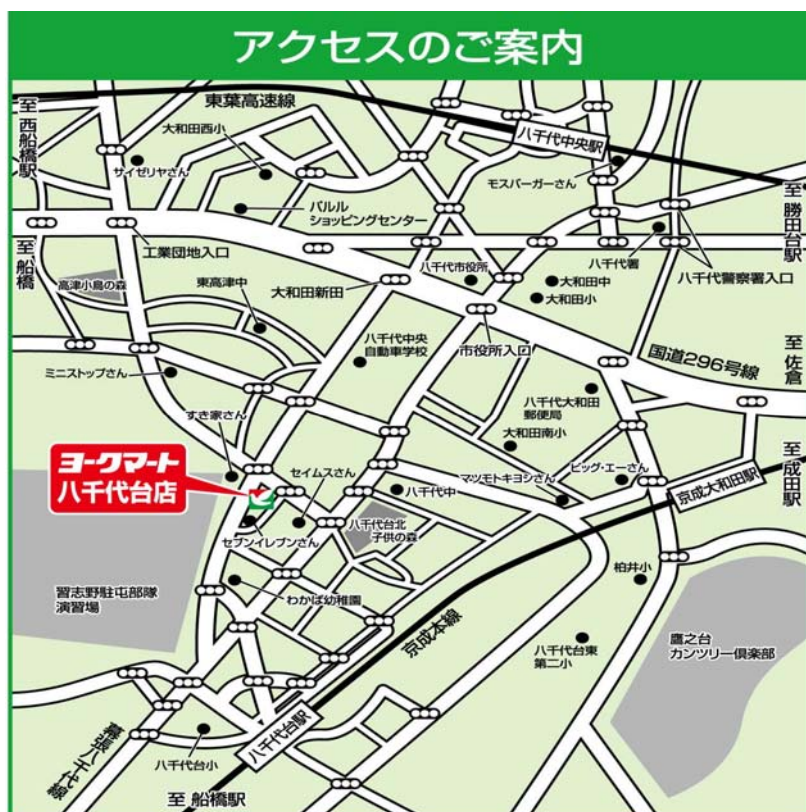 アクセスのご案内
至 西船橋駅
東葉高速線
大和田西小
サイゼリヤさん
八千代中央駅
モスバーガーさん
至 勝田台駅
パルル
ショッピングセンター
工業団地入口
至 船橋
八千代市役所
大和田中
大和田小
八千代署
八千代警察署入口
高津小鳥の森
東高津中
大和田新田
八千代中央
自動車学校
市役所入口
国道296号線
至 佐倉
ミニストップさん
すき家さん
八千代大和田
郵便局
大和田南小
ヨークマート
八千代台店
セイムスさん
八千代中
マツモトキヨシさん
ビッグ・エーさん
京成大和田駅
至 成田駅
セブンイレブンさん
八千代台北
子供の森
習志野駐屯部隊
演習場
わかば幼稚園
柏井小
京成本線
八千代台東
第二小
鷹之台
カンツリー倶楽部
幕張八千代線
八千代台小
八千代台駅
至 船橋駅